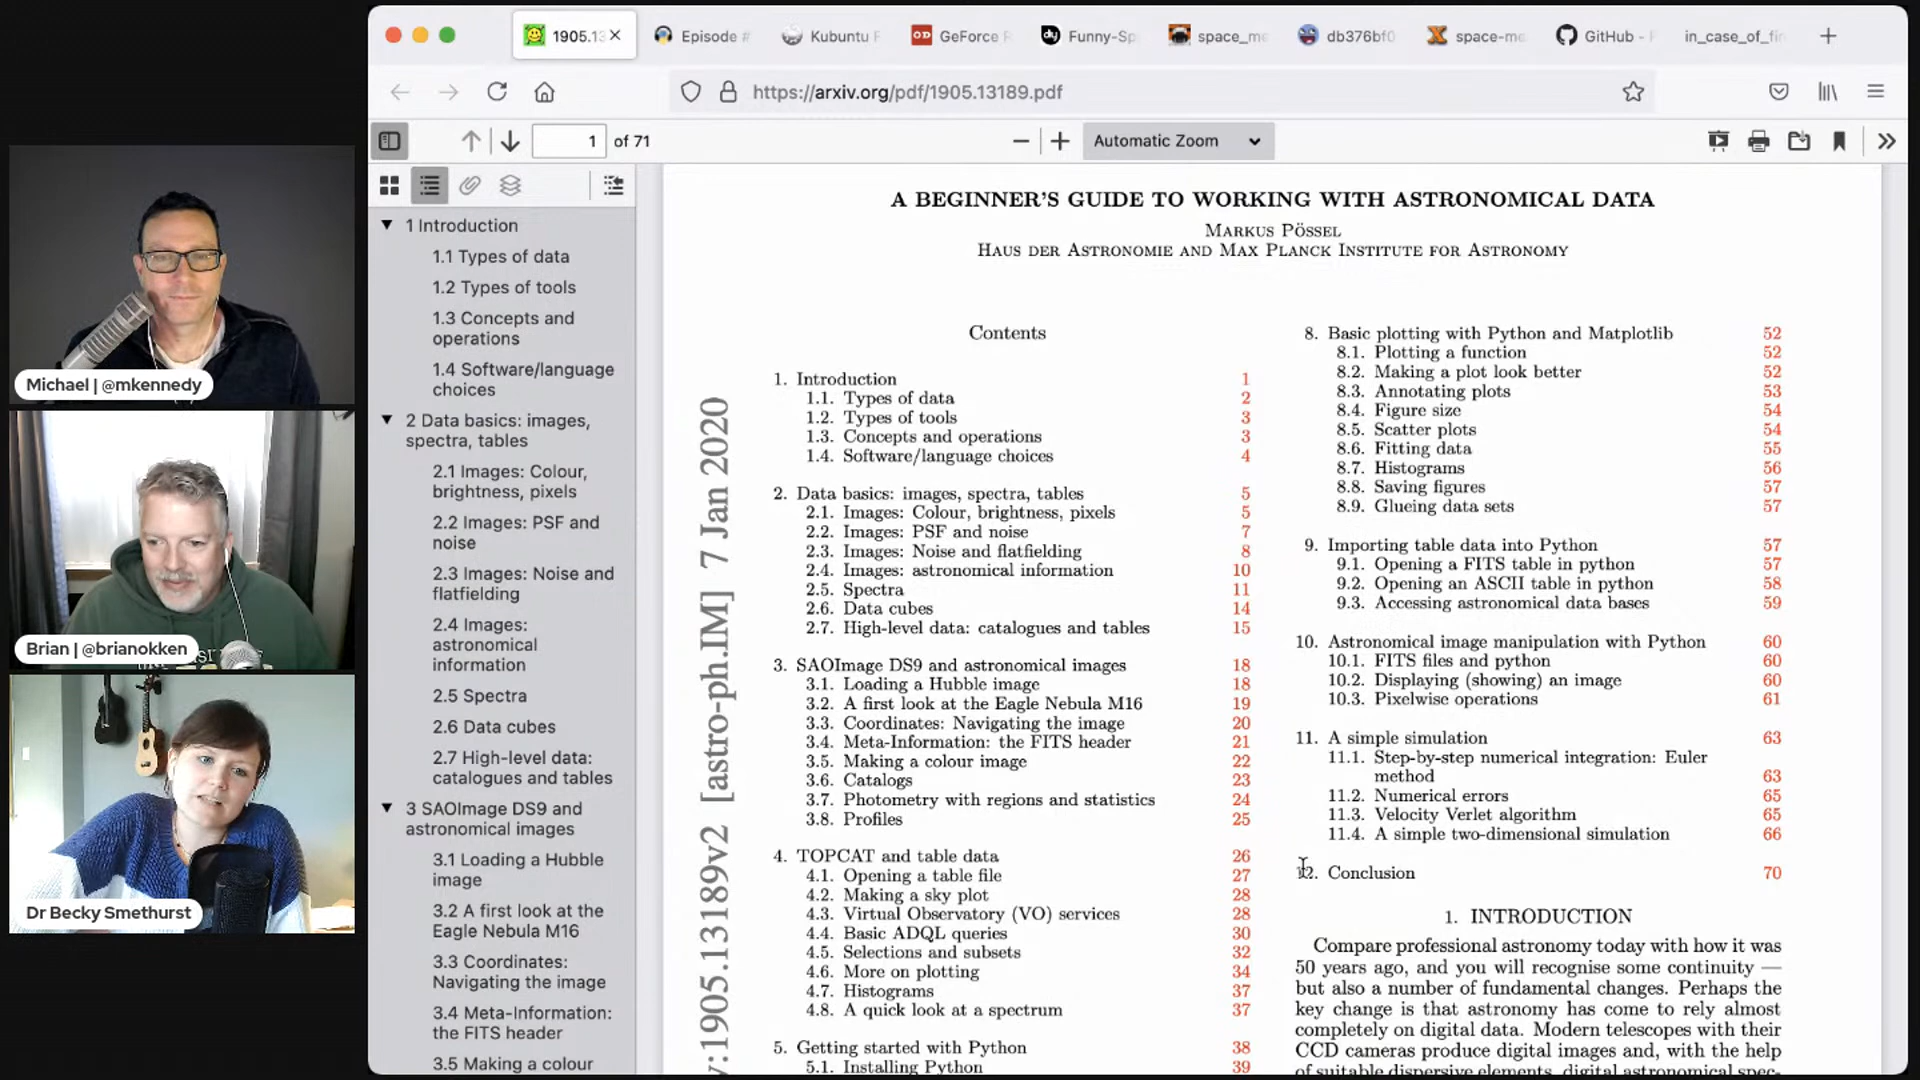 1905.13
Episode #
Kubuntu F
GeForce R
Funny-Sp
space_me
db376bf0
space-me
GitHub - F
in_case_of_fir
https://arxiv.org/pdf/1905.13189.pdf
1 of 71
Automatic Zoom
1 Introduction
1.1 Types of data
1.2 Types of tools
1.3 Concepts and
operations
1.4 Software/language
choices
2 Data basics: images,
spectra, tables
2.1 Images: Colour,
brightness, pixels
2.2 Images: PSF and
noise
2.3 Images: Noise and
flatfielding
2.4 Images:
astronomical
information
2.5 Spectra
2.6 Data cubes
2.7 High-level data:
catalogues and tables
3 SAOImage DS9 and
astronomical images
3.1 Loading a Hubble
image
3.2 A first look at the
Eagle Nebula M16
3.3 Coordinates:
Navigating the image
3.4 Meta-Information:
the FITS header
3.5 Making a colour
Michael | @mkennedy
Brian | @brianokken
Dr Becky Smethurst
A BEGINNER'S GUIDE TO WORKING WITH ASTRONOMICAL DATA
MARKUS PÖSSEL
HAUS DER ASTRONOMIE AND MAX PLANCK INSTITUTE FOR ASTRONOMY
v:1905.13189v2 [astro-ph.IM] 7 Jan 2020
Contents
1. Introduction 1
1.1. Types of data 2
1.2. Types of tools 3
1.3. Concepts and operations 3
1.4. Software/language choices 4
2. Data basics: images, spectra, tables 5
2.1. Images: Colour, brightness, pixels 5
2.2. Images: PSF and noise 7
2.3. Images: Noise and flatfielding 8
2.4. Images: astronomical information 10
2.5. Spectra 11
2.6. Data cubes 14
2.7. High-level data: catalogues and tables 15
3. SAOImage DS9 and astronomical images 18
3.1. Loading a Hubble image 18
3.2. A first look at the Eagle Nebula M16 19
3.3. Coordinates: Navigating the image 20
3.4. Meta-Information: the FITS header 21
3.5. Making a colour image 22
3.6. Catalogs 23
3.7. Photometry with regions and statistics 24
3.8. Profiles 25
4. TOPCAT and table data 26
4.1. Opening a table file 27
4.2. Making a sky plot 28
4.3. Virtual Observatory (VO) services 28
4.4. Basic ADQL queries 30
4.5. Selections and subsets 32
4.6. More on plotting 34
4.7. Histograms 37
4.8. A quick look at a spectrum 37
5. Getting started with Python 38
5.1. Installing Python 39
8. Basic plotting with Python and Matplotlib 52
8.1. Plotting a function 52
8.2. Making a plot look better 52
8.3. Annotating plots 53
8.4. Figure size 54
8.5. Scatter plots 54
8.6. Fitting data 55
8.7. Histograms 56
8.8. Saving figures 57
8.9. Glueing data sets 57
9. Importing table data into Python 57
9.1. Opening a FITS table in python 57
9.2. Opening an ASCII table in python 58
9.3. Accessing astronomical data bases 59
10. Astronomical image manipulation with Python 60
10.1. FITS files and python 60
10.2. Displaying (showing) an image 60
10.3. Pixelwise operations 61
11. A simple simulation 63
11.1. Step-by-step numerical integration: Euler
method 63
11.2. Numerical errors 65
11.3. Velocity Verlet algorithm 65
11.4. A simple two-dimensional simulation 66
12. Conclusion 70
1. INTRODUCTION
Compare professional astronomy today with how it was
50 years ago, and you will recognise some continuity —
but also a number of fundamental changes. Perhaps the
key change is that astronomy has come to rely almost
completely on digital data. Modern telescopes with their
CCD cameras produce digital images and, with the help
of suitable dispersive elements, digital astronomical spec-